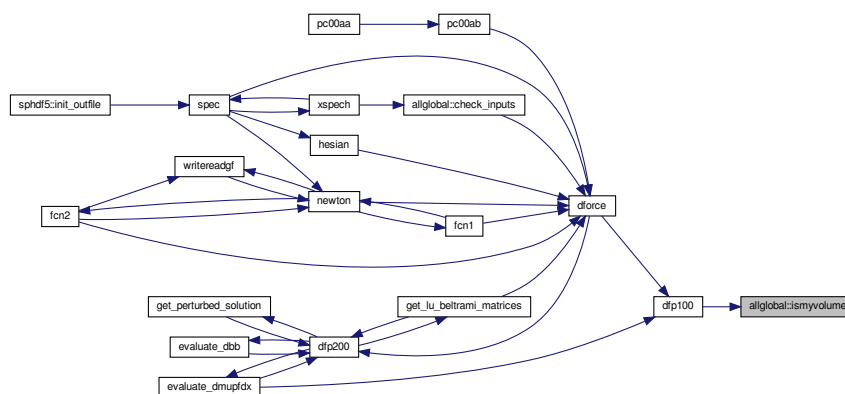 pc00aa
pc00ab
sphdf5::init_outfile
spec
xspech
allglobal::check_inputs
hesian
writereadgf
newton
dforce
fcn2
fcn1
get_perturbed_solution
get_lu_beltrami_matrices
dfp100
allglobal::ismyvolume
evaluate_dbb
dfp200
evaluate_dmupfdx